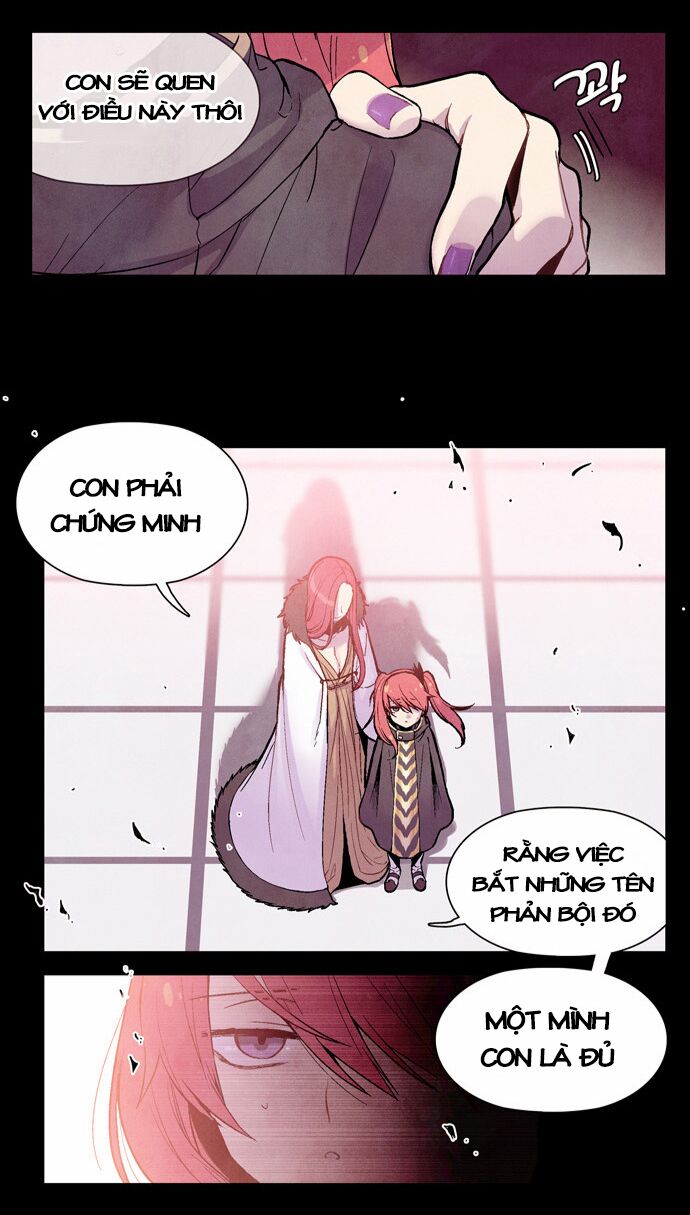 CON SẼ QUEN
VỚI ĐIỀU NÀY THÔI
꽉
CON PHẢI
CHỨNG MINH
RẰNG VIỆC
BẮT NHỮNG TÊN
PHẢN BỘI ĐÓ
MỘT MÌNH
CON LÀ ĐỦ